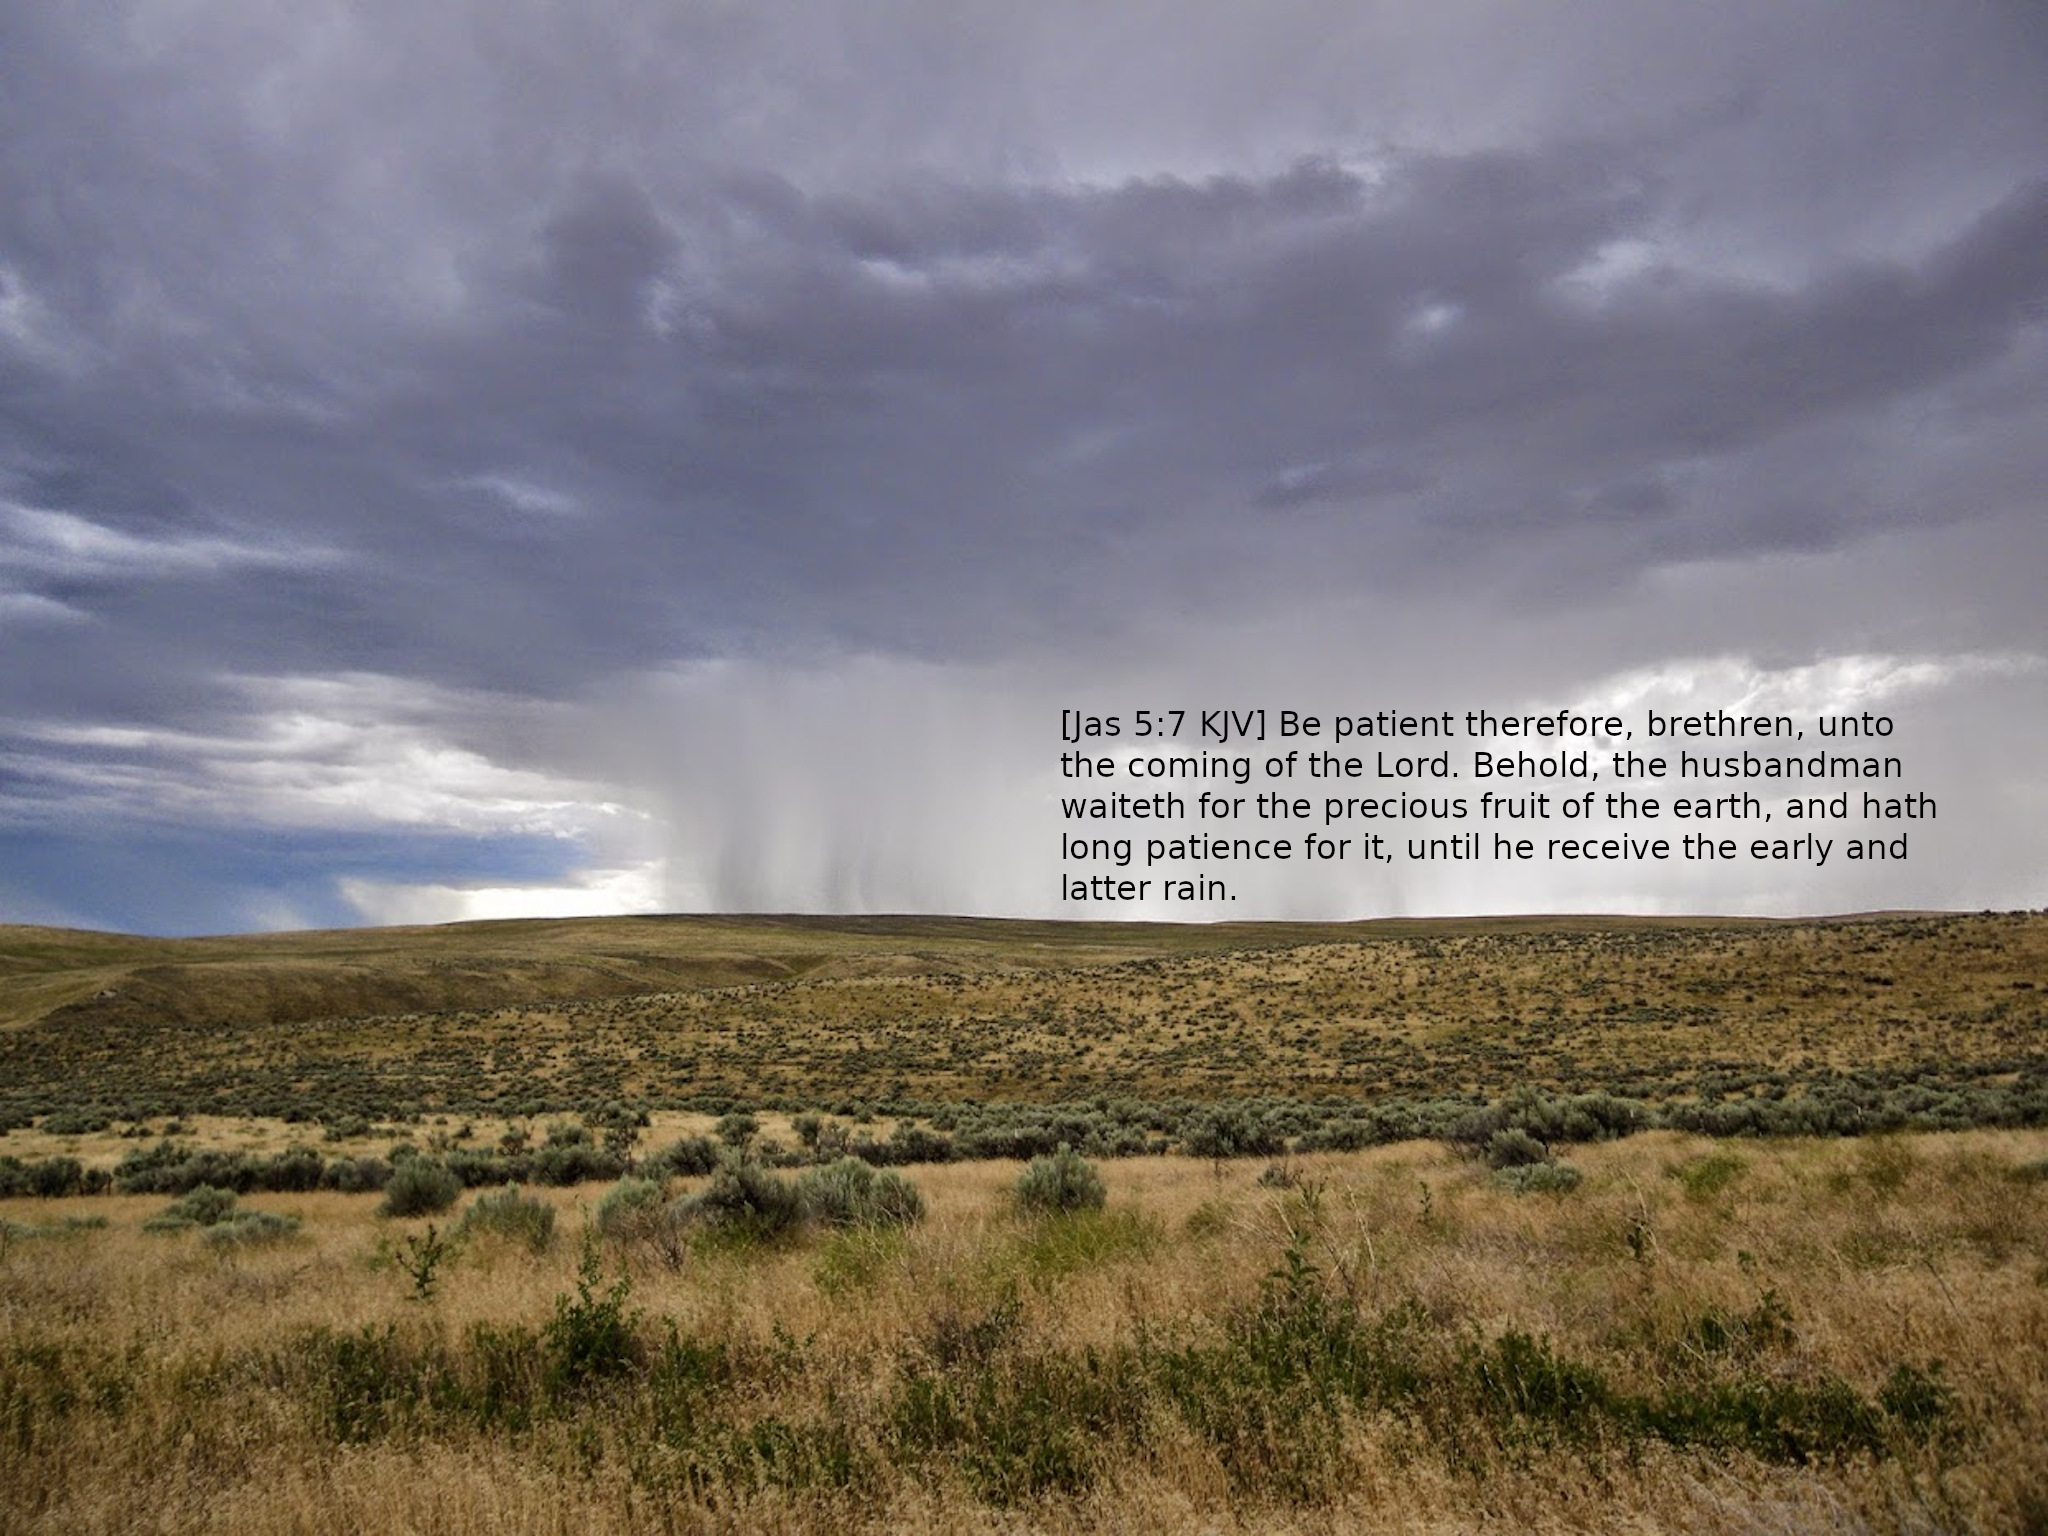 [Jas 5:7 KJV] Be patient therefore, brethren, unto
the coming of the Lord. Behold, the husbandman
waiteth for the precious fruit of the earth, and hath
long patience for it, until he receive the early and
latter rain.